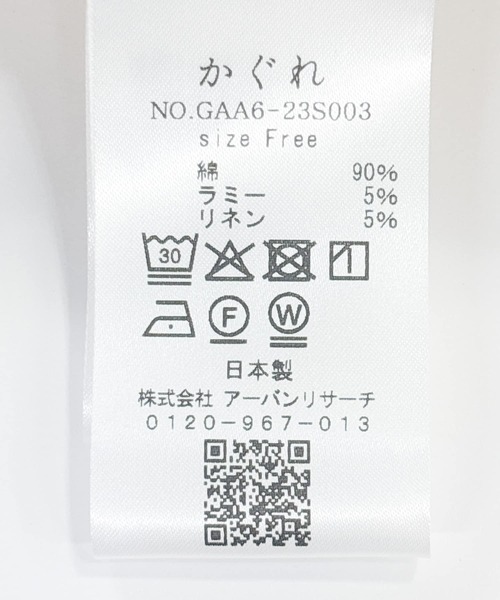 かぐれ
NO.GAA6-23S003
size Free
綿 90%
ラミー 5%
リネン 5%
30
F W
日本製
株式会社 アーバンリサーチ
0120-967-013